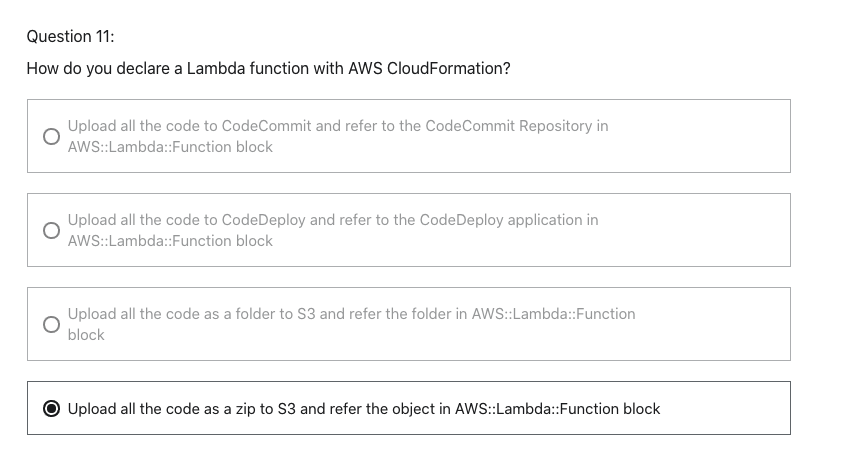 Question 11:
How do you declare a Lambda function with AWS CloudFormation?
Upload all the code to CodeCommit and refer to the CodeCommit Repository in
AWS::Lambda::Function block
Upload all the code to CodeDeploy and refer to the CodeDeploy application in
AWS::Lambda::Function block
Upload all the code as a folder to S3 and refer the folder in AWS::Lambda::Function
block
Upload all the code as a zip to S3 and refer the object in AWS::Lambda::Function block